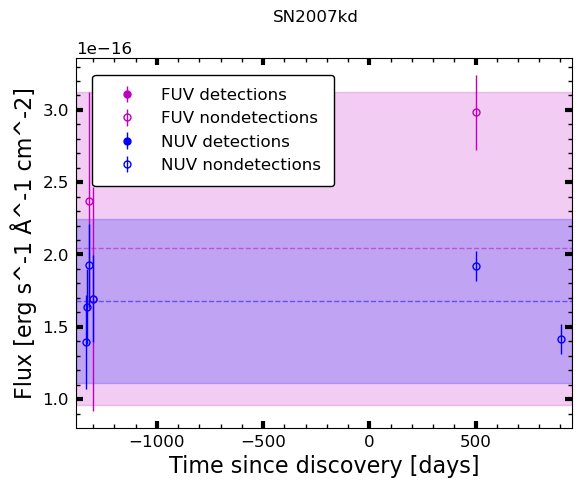 SN2007kd
1e−16
FUV detections
FUV nondetections
NUV detections
NUV nondetections
3.0
2.5
2.0
1.5
1.0
Flux [erg s^-1 Å^-1 cm^-2]
−1000
−500
0
500
Time since discovery [days]